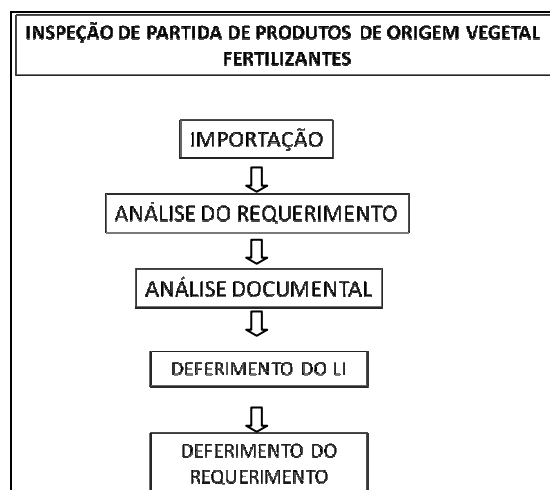 INSPEÇÃO DE PARTIDA DE PRODUTOS DE ORIGEM VEGETAL
FERTILIZANTES
IMPORTAÇÃO
ANÁLISE DO REQUERIMENTO
ANÁLISE DOCUMENTAL
DEFERIMENTO DO LI
DEFERIMENTO DO
REQUERIMENTO